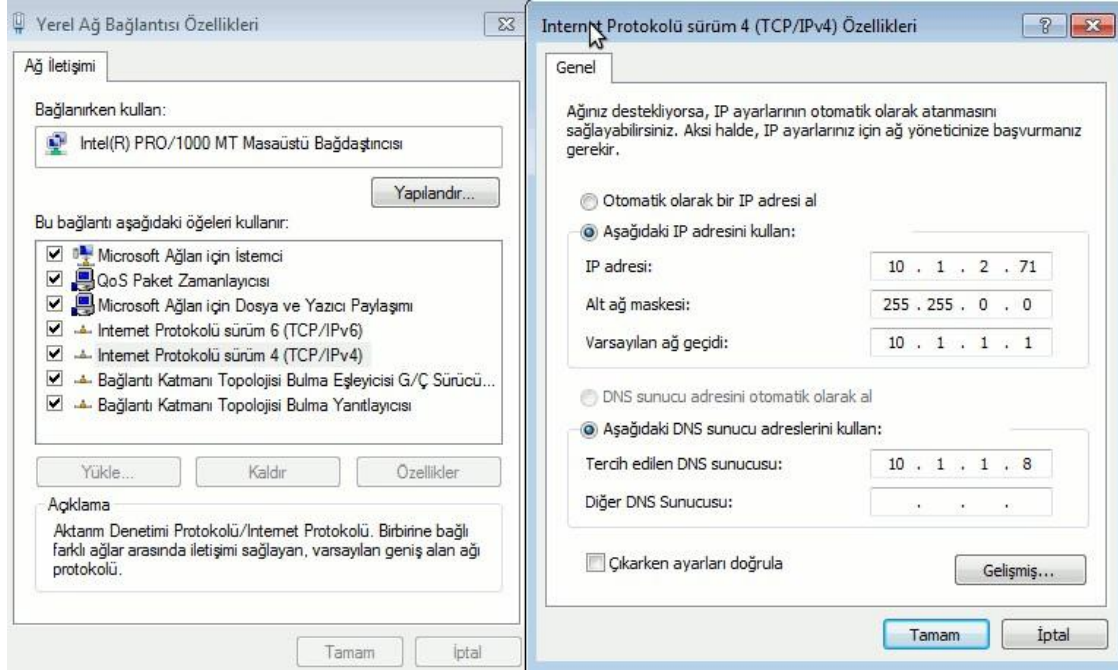 Yerel Ağ Bağlantısı Özellikleri
Ağ İletişimi
Bağlanırken kullan:
Intel(R) PRO/1000 MT Masaüstü Bağdaştırıcısı
Yapılandır...
Bu bağlantı aşağıdaki öğeleri kullanır:
Microsoft Ağları için İstemci
QoS Paket Zamanlayıcısı
Microsoft Ağları için Dosya ve Yazıcı Paylaşımı
Internet Protokolü sürüm 6 (TCP/IPv6)
Internet Protokolü sürüm 4 (TCP/IPv4)
Bağlantı Katmanı Topolojisi Bulma Eşleyicisi G/Ç Sürücü...
Bağlantı Katmanı Topolojisi Bulma Yanıtlayıcısı
Yükle...
Kaldır
Özellikler
Açıklama
Aktarım Denetimi Protokolü/Internet Protokolü. Birbirine bağlı
farklı ağlar arasında iletişimi sağlayan, varsayılan geniş alan ağı
protokolü.
Tamam
İptal
Internet Protokolü sürüm 4 (TCP/IPv4) Özellikleri
Genel
Ağınız destekliyorsa, IP ayarlarının otomatik olarak atanmasını
sağlayabilirsiniz. Aksi halde, IP ayarlarınız için ağ yöneticinize başvurmanız
gerekir.
Otomatik olarak bir IP adresi al
Aşağıdaki IP adresini kullan:
IP adresi: 10 . 1 . 2 . 71
Alt ağ maskesi: 255 . 255 . 0 . 0
Varsayılan ağ geçidi: 10 . 1 . 1 . 1
DNS sunucu adresini otomatik olarak al
Aşağıdaki DNS sunucu adreslerini kullan:
Tercih edilen DNS sunucusu: 10 . 1 . 1 . 8
Diğer DNS Sunucusu: . . .
Çıkarken ayarları doğrula
Gelişmiş...
Tamam
İptal